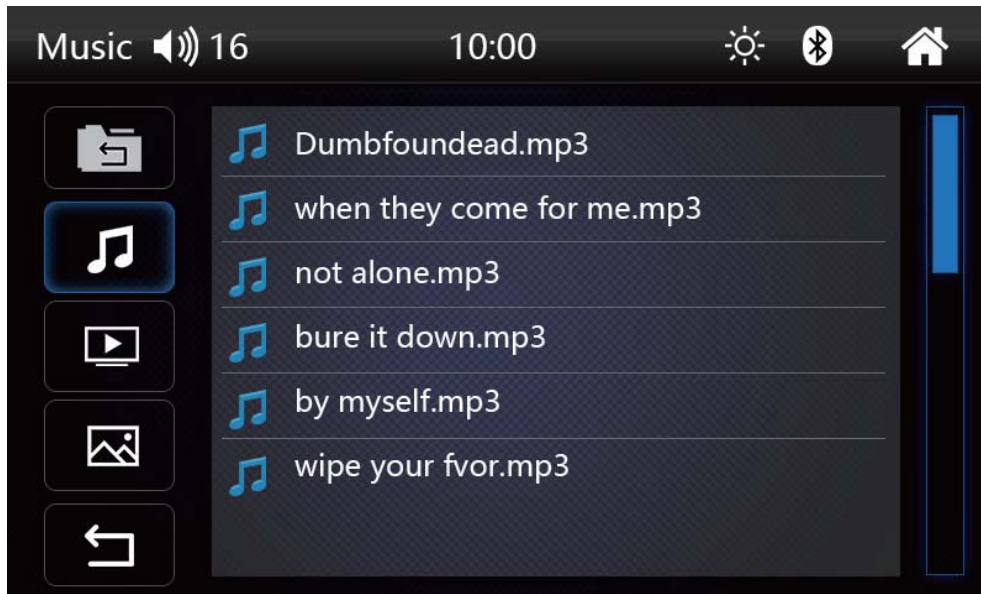 Music 16 10:00
Dumbfoundead.mp3
when they come for me.mp3
not alone.mp3
bure it down.mp3
by myself.mp3
wipe your fvor.mp3